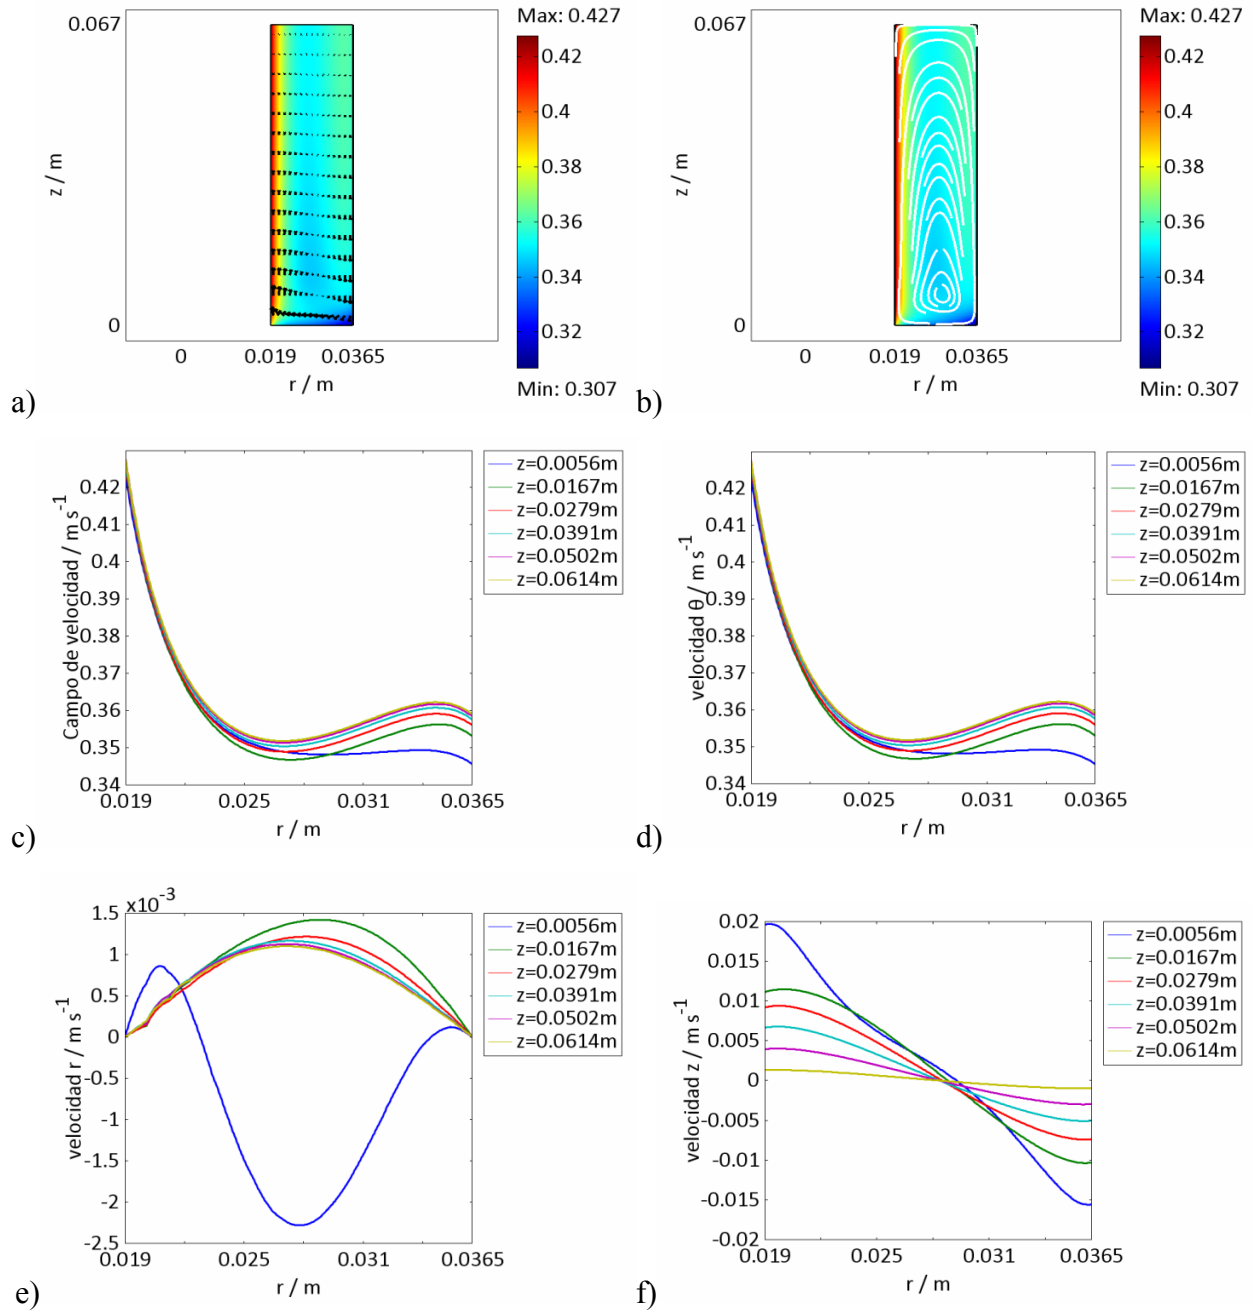 a)
0.067
0
z / m
0
0.019
0.0365
r / m
Max: 0.427
0.42
0.4
0.38
0.36
0.34
0.32
Min: 0.307
b)
0.067
0
z / m
0
0.019
0.0365
r / m
Max: 0.427
0.42
0.4
0.38
0.36
0.34
0.32
Min: 0.307
c)
Campo de velocidad / m s⁻¹
0.42
0.41
0.4
0.39
0.38
0.37
0.36
0.35
0.34
0.019
0.025
0.031
0.0365
r / m
z=0.0056m
z=0.0167m
z=0.0279m
z=0.0391m
z=0.0502m
z=0.0614m
d)
velocidad θ / m s⁻¹
0.42
0.41
0.4
0.39
0.38
0.37
0.36
0.35
0.34
0.019
0.025
0.031
0.0365
r / m
z=0.0056m
z=0.0167m
z=0.0279m
z=0.0391m
z=0.0502m
z=0.0614m
e)
x10⁻³
velocidad r / m s⁻¹
1.5
1
0.5
0
-0.5
-1
-1.5
-2
-2.5
0.019
0.025
0.031
0.0365
r / m
z=0.0056m
z=0.0167m
z=0.0279m
z=0.0391m
z=0.0502m
z=0.0614m
f)
velocidad z / m s⁻¹
0.02
0.015
0.01
0.005
0
-0.005
-0.01
-0.015
-0.02
0.019
0.025
0.031
0.0365
r / m
z=0.0056m
z=0.0167m
z=0.0279m
z=0.0391m
z=0.0502m
z=0.0614m